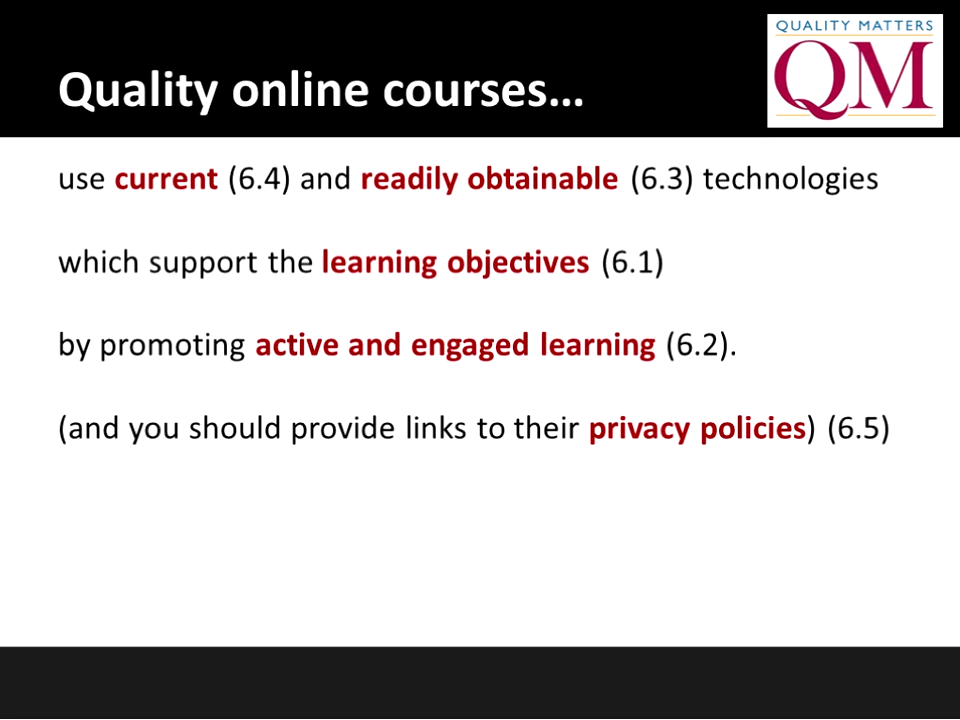 QUALITY MATTERS
QM
Quality online courses…
use current (6.4) and readily obtainable (6.3) technologies
which support the learning objectives (6.1)
by promoting active and engaged learning (6.2).
(and you should provide links to their privacy policies) (6.5)